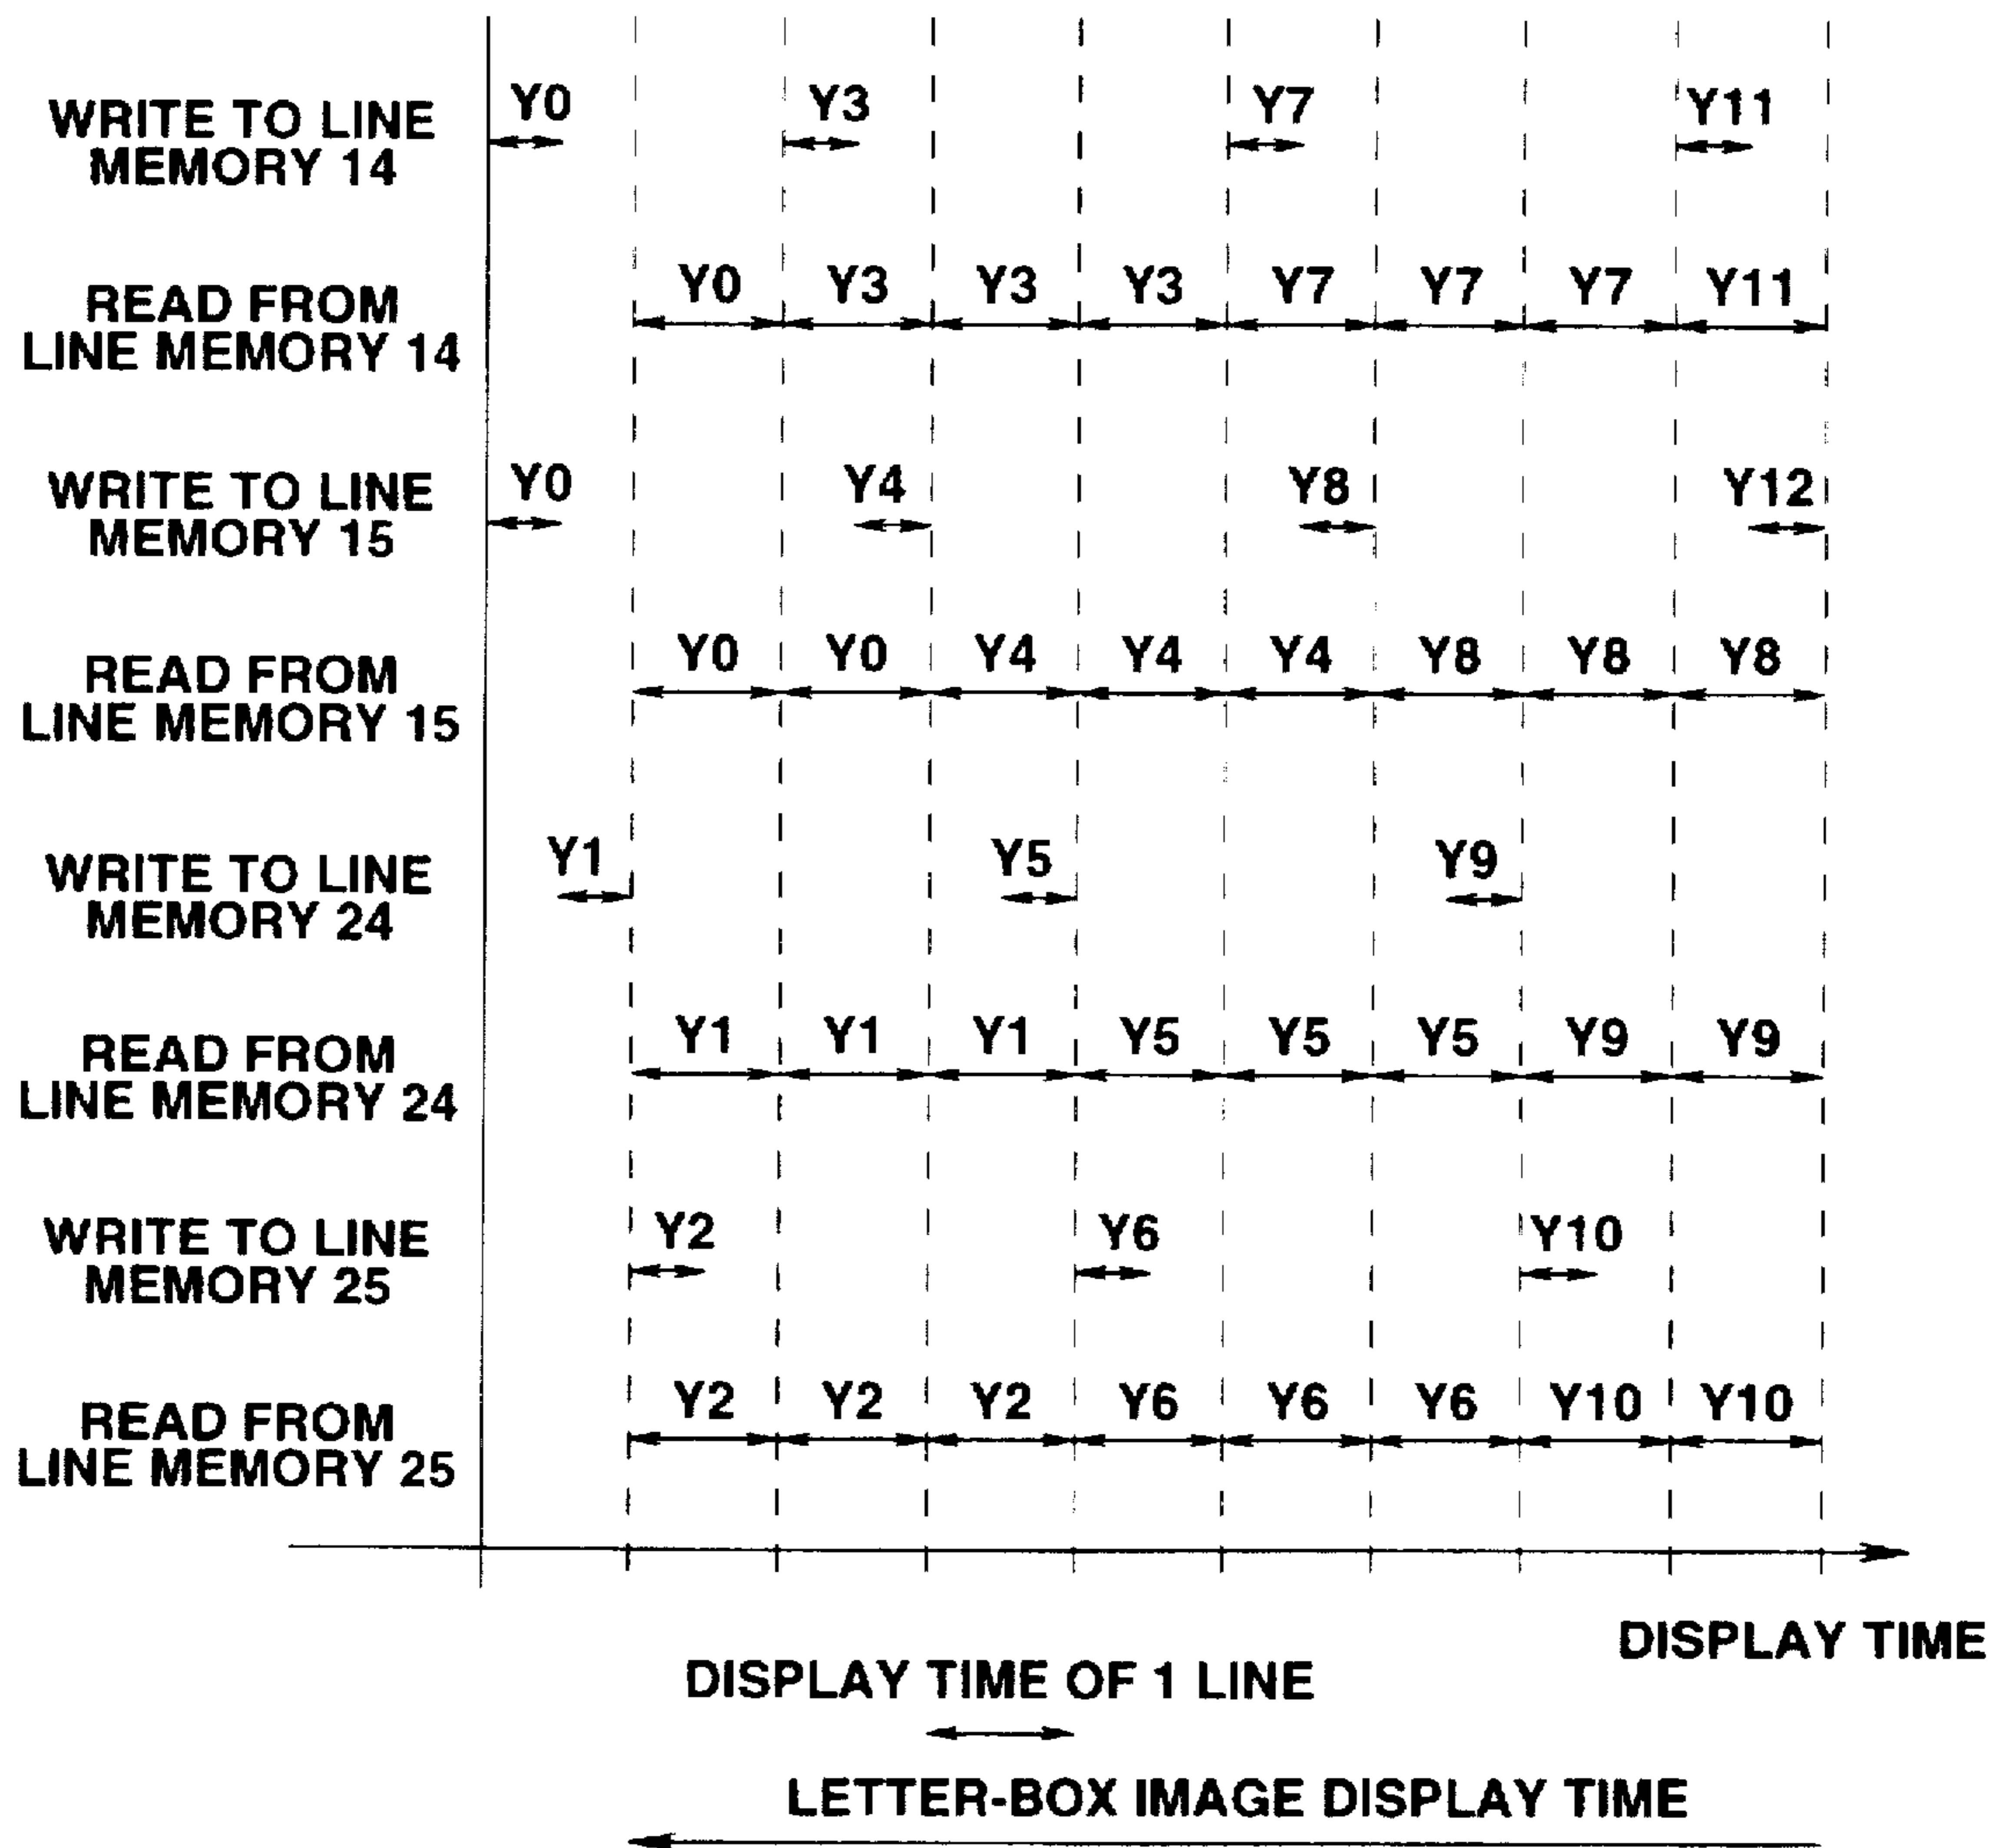 Y0 Y3 Y7 Y11
WRITE TO LINE
MEMORY 14
Y0 Y3 Y3 Y3 Y7 Y7 Y7 Y11
READ FROM
LINE MEMORY 14
Y0 Y4 Y8 Y12
WRITE TO LINE
MEMORY 15
Y0 Y0 Y4 Y4 Y4 Y8 Y8 Y8
READ FROM
LINE MEMORY 15
Y1 Y5 Y9
WRITE TO LINE
MEMORY 24
Y1 Y1 Y1 Y5 Y5 Y5 Y9 Y9
READ FROM
LINE MEMORY 24
Y2 Y6 Y10
WRITE TO LINE
MEMORY 25
Y2 Y2 Y2 Y6 Y6 Y6 Y10 Y10
READ FROM
LINE MEMORY 25
DISPLAY TIME
DISPLAY TIME OF 1 LINE
LETTER-BOX IMAGE DISPLAY TIME